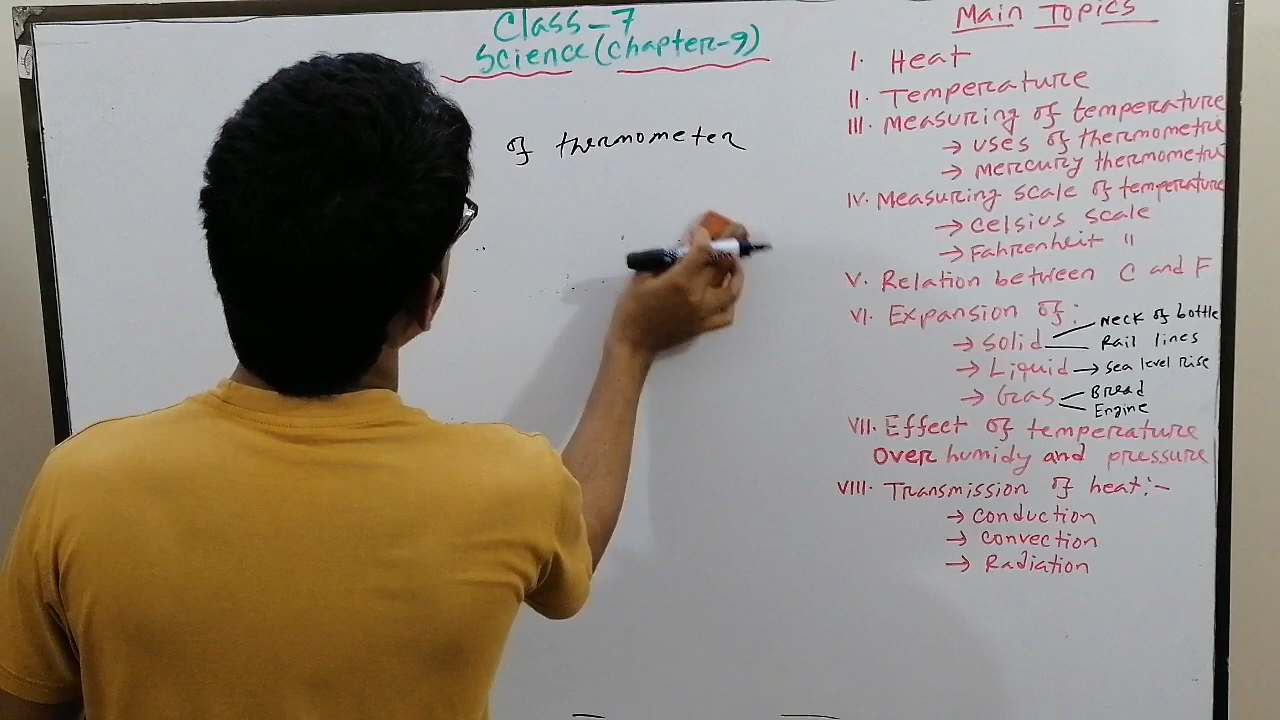 Class-7
Science (Chapter-9)
of thermometer
Main Topics
I. Heat
II. Temperature
III. Measuring of temperature
→ uses of thermometre
→ Mercury thermometre
IV. Measuring scale of temperature
→ Celsius scale
→ Fahrenheit "
V. Relation between C and F
VI. Expansion of:
→ Solid
Neck of bottle
Rail lines
→ Liquid → Sea level rise
→ Gas
Bread
Engine
VII. Effect of temperature
Over humidy and pressure
VIII. Transmission of heat:-
→ Conduction
→ Convection
→ Radiation